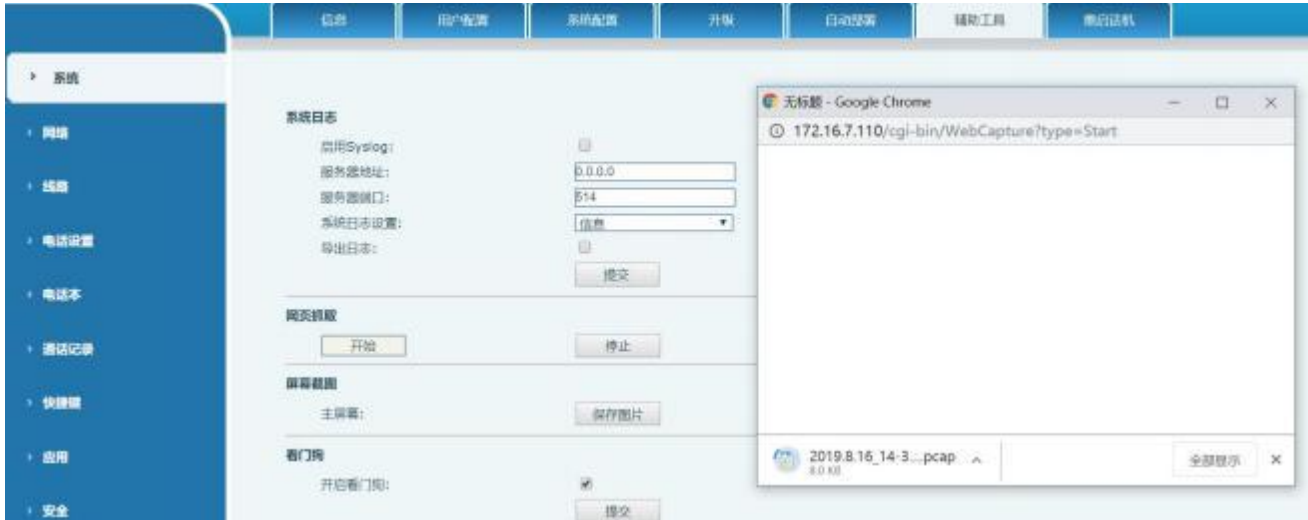 信息 用户配置 系统配置 升级 自动部署 辅助工具 重启话机
系统
网络
线路
电话设置
电话本
通话记录
快捷键
应用
安全
系统日志
启用Syslog:
服务器地址: 0.0.0.0
服务器端口: 514
系统日志设置: 信息
导出日志:
提交
网页抓取
开始 停止
屏幕截图
主屏幕: 保存图片
看门狗
开启看门狗:
提交
无标题 - Google Chrome
172.16.7.110/cgi-bin/WebCapture?type=Start
2019.8.16_14-3....pcap
8.0 KB
全部显示